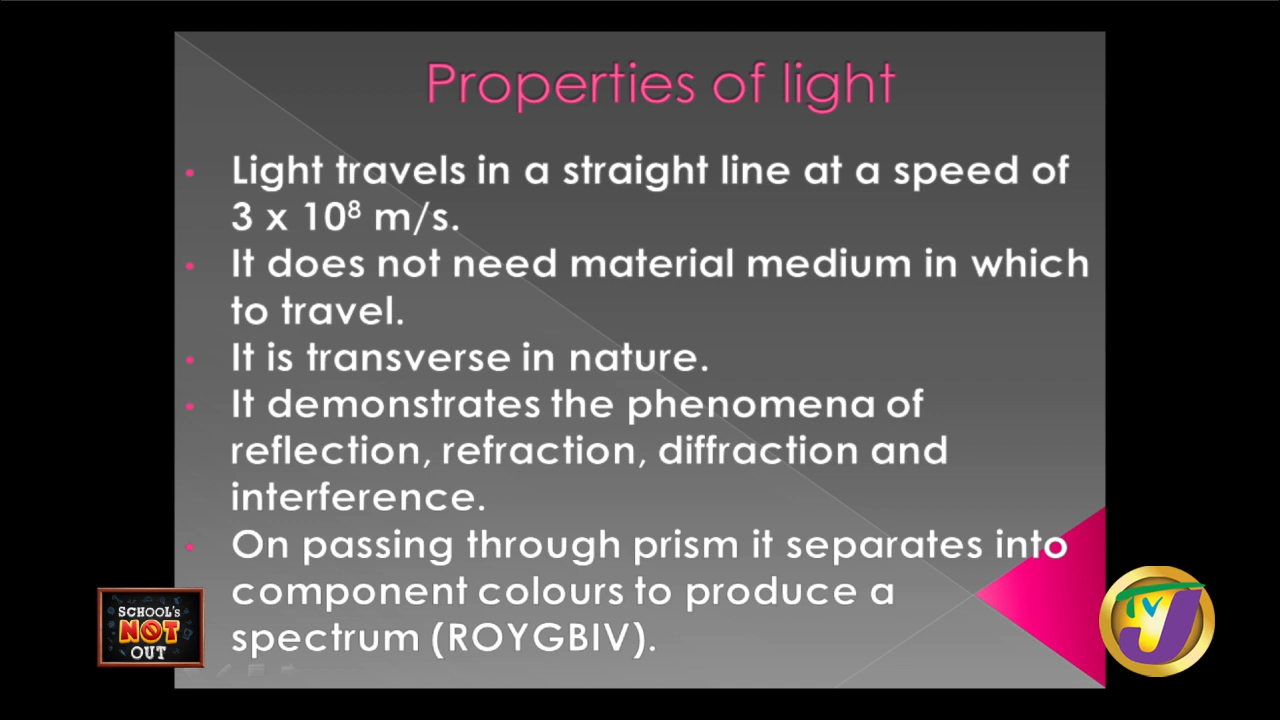 Properties of light
• Light travels in a straight line at a speed of
3 x 10⁸ m/s.
• It does not need material medium in which
to travel.
• It is transverse in nature.
• It demonstrates the phenomena of
reflection, refraction, diffraction and
interference.
• On passing through prism it separates into
component colours to produce a
spectrum (ROYGBIV).
SCHOOL'S
NOT
OUT
TVJ